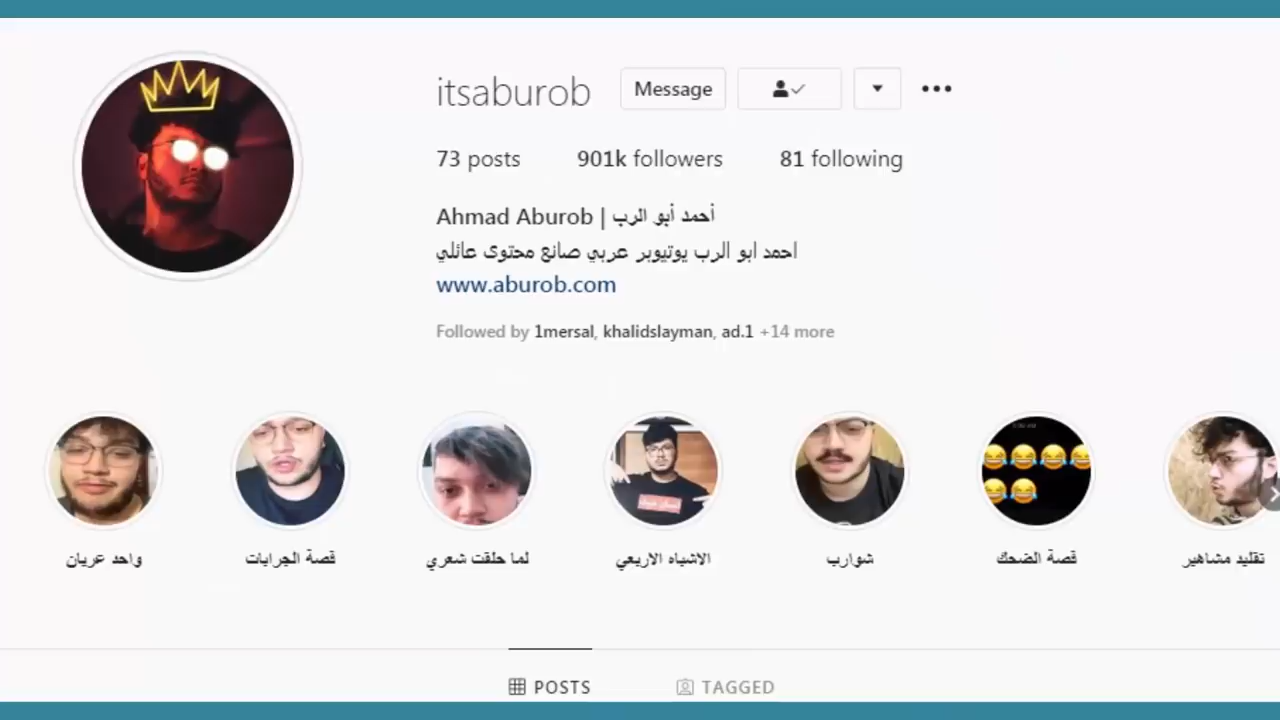 itsaburob Message
73 posts 901k followers 81 following
Ahmad Aburob | أحمد أبو الرب
احمد ابو الرب يوتيوبر عربي صانع محتوى عائلي
www.aburob.com
Followed by 1mersal, khalidslayman, ad.1 +14 more
واحد عريان
قصة الجرابات
لما حلقت شعري
الاشباه الاربعي
شوارب
قصة الضحك
تقليد مشاهير
POSTS TAGGED